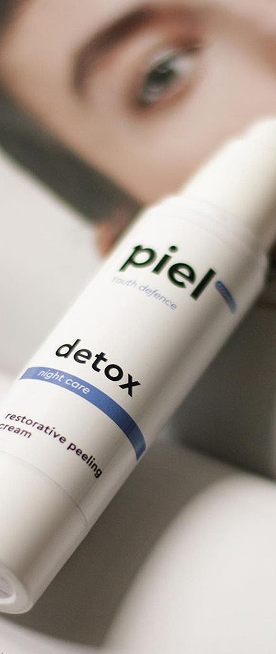 piel
youth defence
detox
night care
restorative peeling
cream